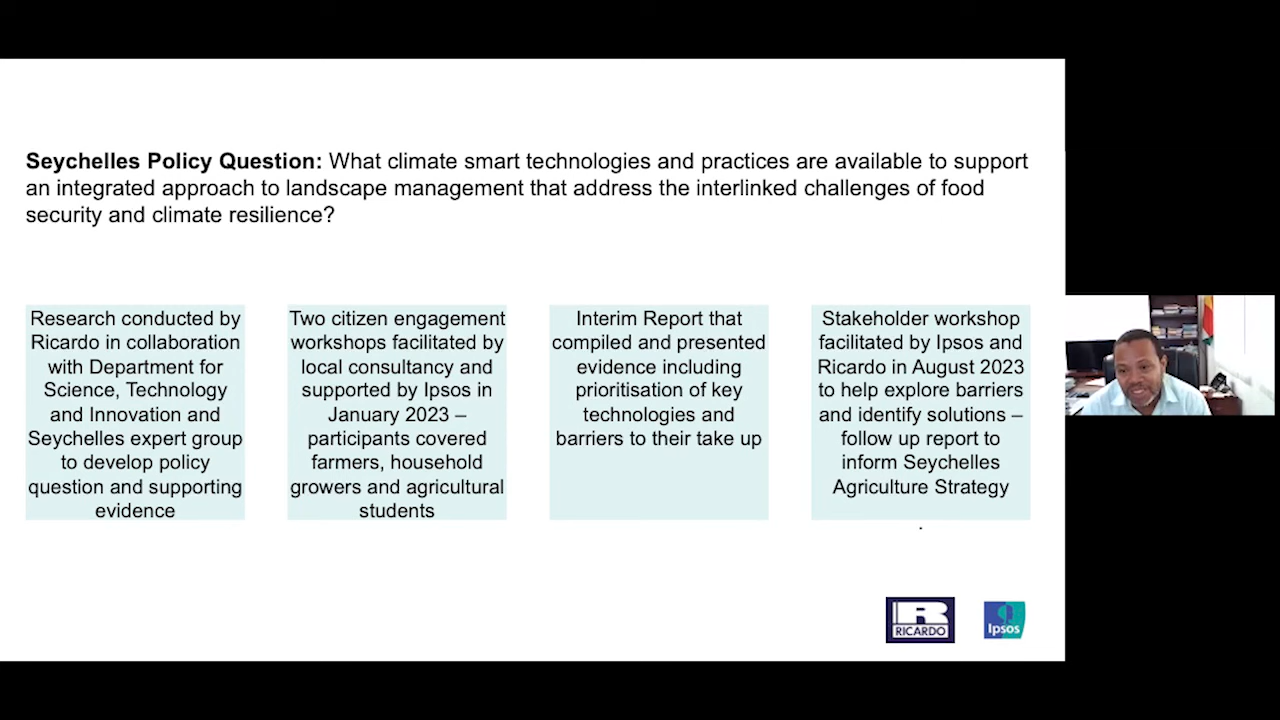 Seychelles Policy Question: What climate smart technologies and practices are available to support
an integrated approach to landscape management that address the interlinked challenges of food
security and climate resilience?
Research conducted by
Ricardo in collaboration
with Department for
Science, Technology
and Innovation and
Seychelles expert group
to develop policy
question and supporting
evidence
Two citizen engagement
workshops facilitated by
local consultancy and
supported by Ipsos in
January 2023 –
participants covered
farmers, household
growers and agricultural
students
Interim Report that
compiled and presented
evidence including
prioritisation of key
technologies and
barriers to their take up
Stakeholder workshop
facilitated by Ipsos and
Ricardo in August 2023
to help explore barriers
and identify solutions –
follow up report to
inform Seychelles
Agriculture Strategy
.
R
RICARDO
Ipsos